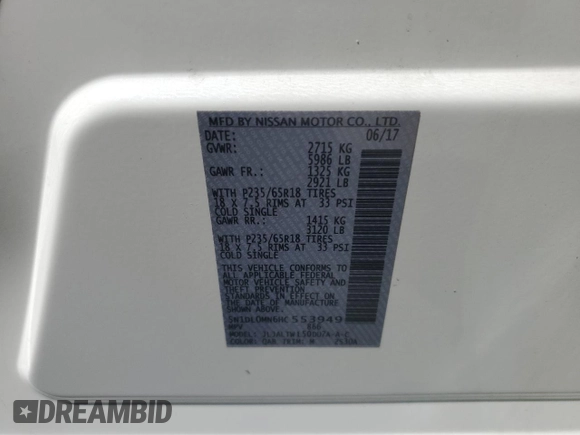 MFD BY NISSAN MOTOR CO., LTD.
DATE: 06/17
GVWR: 2715 KG
5986 LB
GAWR FR.: 1325 KG
2921 LB
WITH P235/65R18 TIRES
18 X 7.5 RIMS AT 33 PSI
COLD SINGLE
GAWR RR.: 1415 KG
3120 LB
WITH P235/65R18 TIRES
18 X 7.5 RIMS AT 33 PSI
COLD SINGLE
THIS VEHICLE CONFORMS TO
ALL APPLICABLE FEDERAL
MOTOR VEHICLE SAFETY AND
THEFT PREVENTION
STANDARDS IN EFFECT ON
THE DATE OF MANUFACTURE
SHOWN ABOVE.
5N1DL0MN6HC553949
MPV
MODEL:
COLOR: TRIM:
DREAMBID